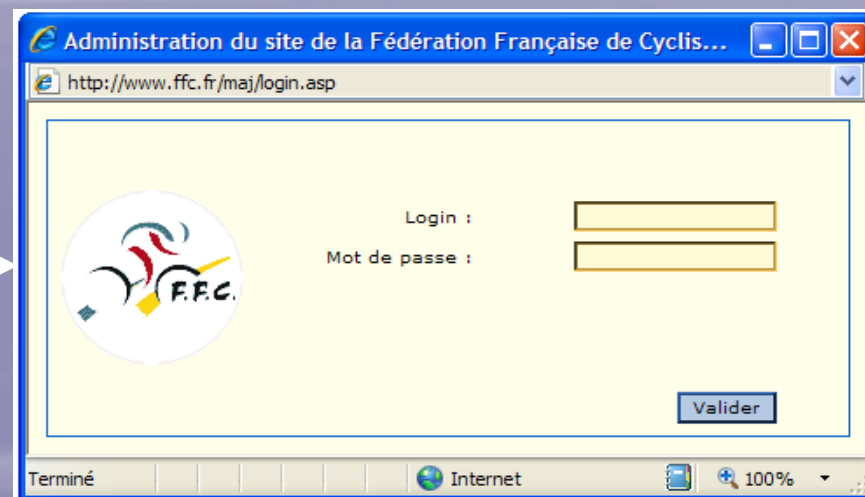 Administration du site de la Fédération Française de Cyclis...
http://www.ffc.fr/maj/login.asp
Login :
Mot de passe :
F.F.C.
Valider
Terminé
Internet
100%